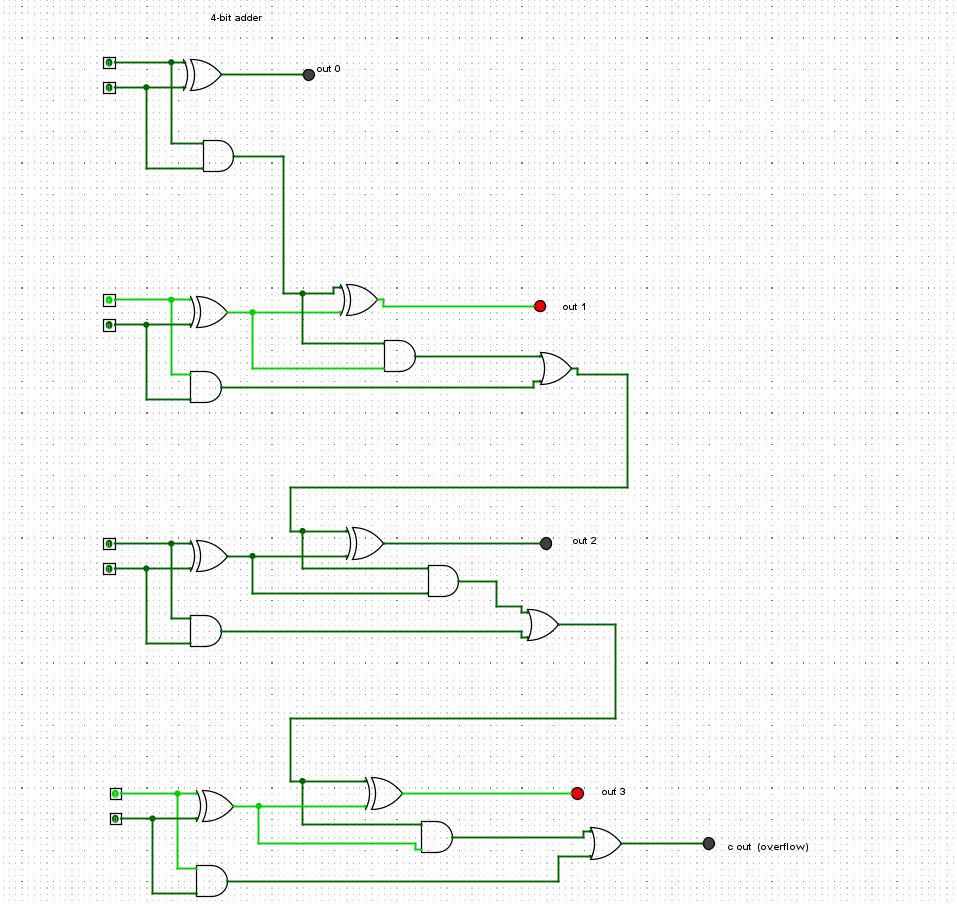 4-bit adder
out 0
out 1
out 2
out 3
c out (overflow)